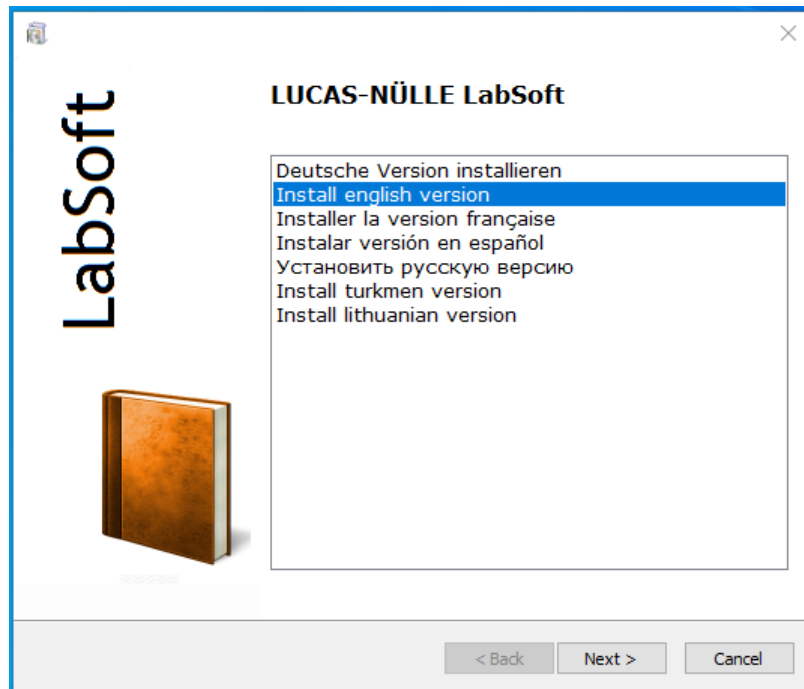 LabSoft
LUCAS-NÜLLE LabSoft
Deutsche Version installieren
Install english version
Installer la version française
Instalar versión en español
Установить русскую версию
Install turkmen version
Install lithuanian version
< Back
Next >
Cancel